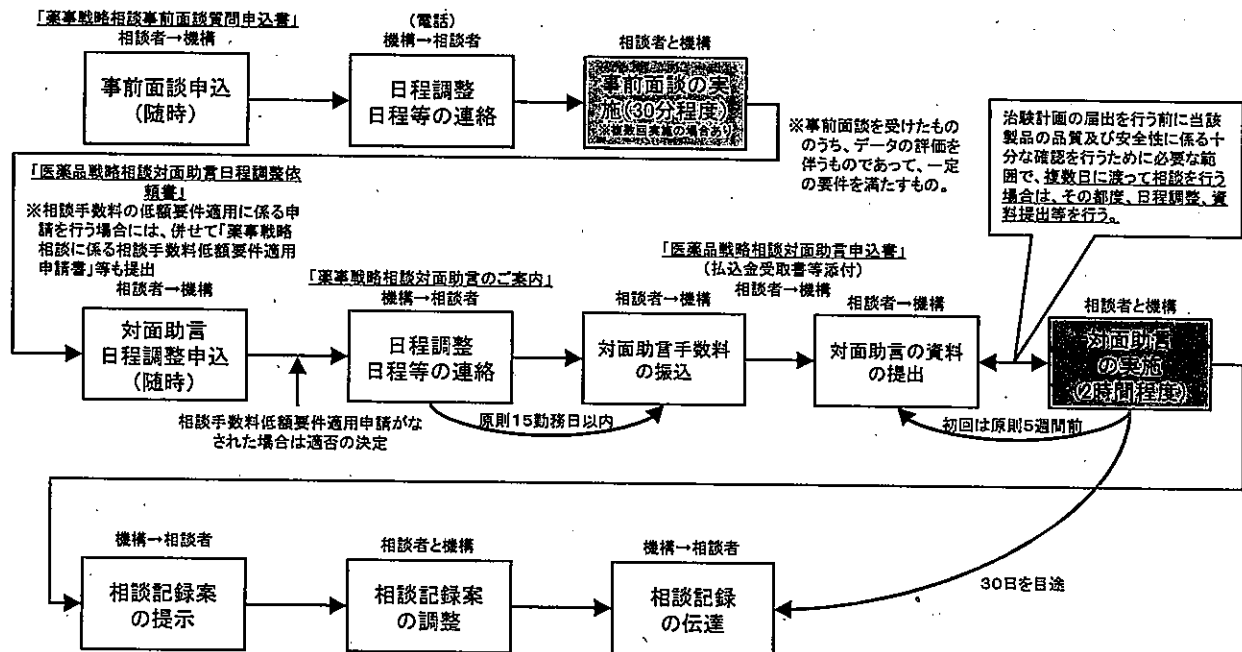 「薬事戦略相談事前面談質問申込書」
相談者→機構
事前面談申込
(随時)
(電話)
機構→相談者
日程調整
日程等の連絡
相談者と機構
事前面談の実
施(30分程度)
※複数回実施の場合あり
※事前面談を受けたもの
のうち、データの評価を
伴うものであって、一定
の要件を満たすもの。
治験計画の届出を行う前に当該
製品の品質及び安全性に係る十
分な確認を行うために必要な範
囲で、複数日に渡って相談を行う
場合は、その都度、日程調整、資
料提出等を行う。
「医薬品戦略相談対面助言日程調整依
頼書」
※相談手数料の低額要件適用に係る申
請を行う場合には、併せて「薬事戦略
相談に係る相談手数料低額要件適用
申請書」等も提出
相談者→機構
対面助言
日程調整申込
(随時)
「薬事戦略相談対面助言のご案内」
機構→相談者
日程調整
日程等の連絡
「医薬品戦略相談対面助言申込書」
(払込金受取書等添付)
相談者→機構
相談者→機構
対面助言手数料
の振込
相談者→機構
対面助言の資料
の提出
相談者と機構
対面助言
の実施
(2時間程度)
相談手数料低額要件適用申請がな
された場合は適否の決定
原則15勤務日以内
初回は原則5週間前
機構→相談者
相談記録案
の提示
相談者と機構
相談記録案
の調整
機構→相談者
相談記録
の伝達
30日を目途